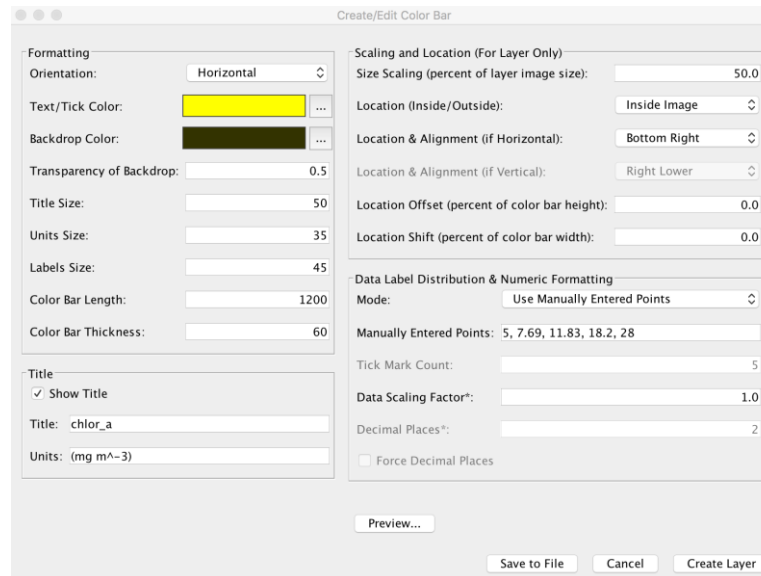 Create/Edit Color Bar
Formatting
Orientation: Horizontal
Text/Tick Color: ...
Backdrop Color: ...
Transparency of Backdrop: 0.5
Title Size: 50
Units Size: 35
Labels Size: 45
Color Bar Length: 1200
Color Bar Thickness: 60
Title
Show Title
Title: chlor_a
Units: (mg m^-3)
Scaling and Location (For Layer Only)
Size Scaling (percent of layer image size): 50.0
Location (Inside/Outside): Inside Image
Location & Alignment (if Horizontal): Bottom Right
Location & Alignment (if Vertical): Right Lower
Location Offset (percent of color bar height): 0.0
Location Shift (percent of color bar width): 0.0
Data Label Distribution & Numeric Formatting
Mode: Use Manually Entered Points
Manually Entered Points: 5, 7.69, 11.83, 18.2, 28
Tick Mark Count: 5
Data Scaling Factor*: 1.0
Decimal Places*: 2
Force Decimal Places
Preview...
Save to File Cancel Create Layer